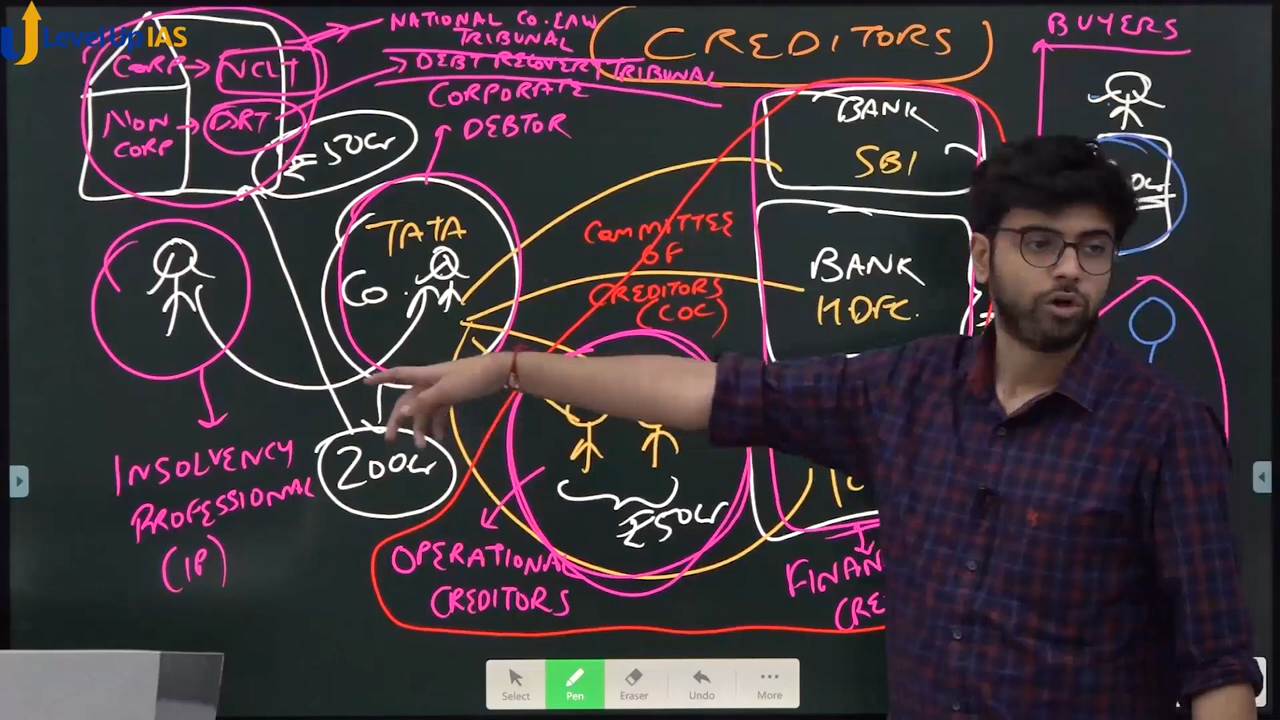 LevelUp IAS
CORP → NCLT
NON → DRT
CORP
NATIONAL CO. LAW
TRIBUNAL
DEBT RECOVERY TRIBUNAL
CORPORATE
DEBTOR
CREDITORS
BUYERS
BANK
SBI
BANK
HDFC.
₹50Cr
TATA
Co.
COMMITTEE
OF
CREDITORS
(COC)
200Cr
INSOLVENCY
PROFESSIONAL
(IP)
₹50Cr
OPERATIONAL
CREDITORS
Select
Pen
Eraser
Undo
More